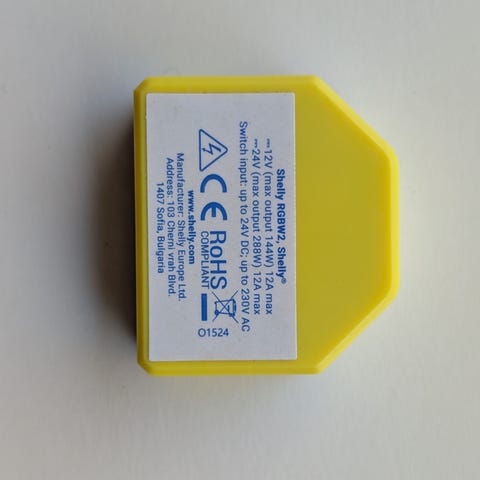 Shelly RGBW2, Shelly®
⎓12V (max output 144W) 12A max
⎓24V (max output 288W) 12A max
Switch input: up to 24V DC; up to 230V AC
CE RoHS
COMPLIANT
O1524
www.shelly.com
Manufacturer: Shelly Europe Ltd.
Address: 103 Cherni vrah Blvd.
1407 Sofia, Bulgaria